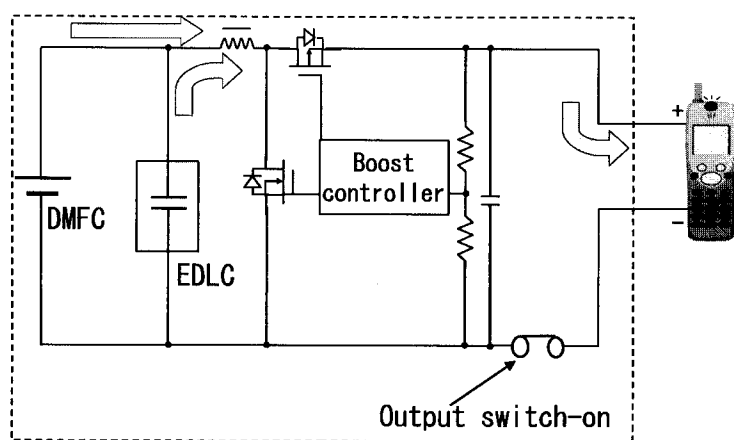 Boost
controller
DMFC
EDLC
+
−
Output switch-on